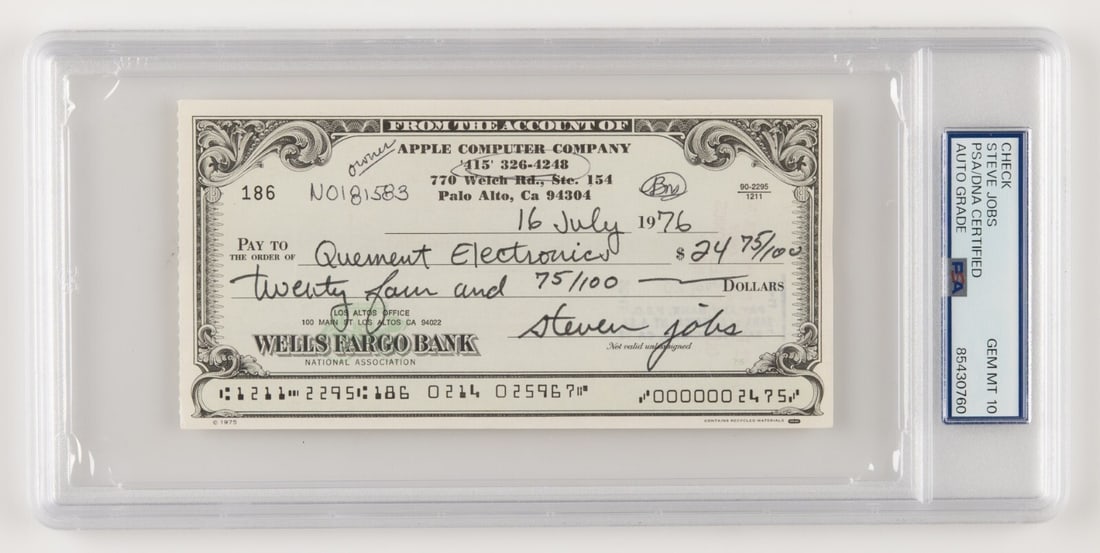 FROM THE ACCOUNT OF
owner
APPLE COMPUTER COMPANY
415' 326-4248
770 Welch Rd., Ste. 154
Palo Alto, Ca 94304
186
NO181583
90-2295
1211
16 July 1976
PAY TO
THE ORDER OF Quement Electronics $ 24 75/100
Twenty four and 75/100 DOLLARS
LOS ALTOS OFFICE
100 MAIN ST LOS ALTOS CA 94022
WELLS FARGO BANK
NATIONAL ASSOCIATION
steven jobs
Not valid unless signed
⑆1211⑉2295⑆186 0214 025967⑈ ⑇0000002475⑇
© 1975
CONTAINS RECYCLED MATERIALS
CHECK
STEVE JOBS
PSA/DNA CERTIFIED
AUTO GRADE
PSA
GEM MT 10
85430760